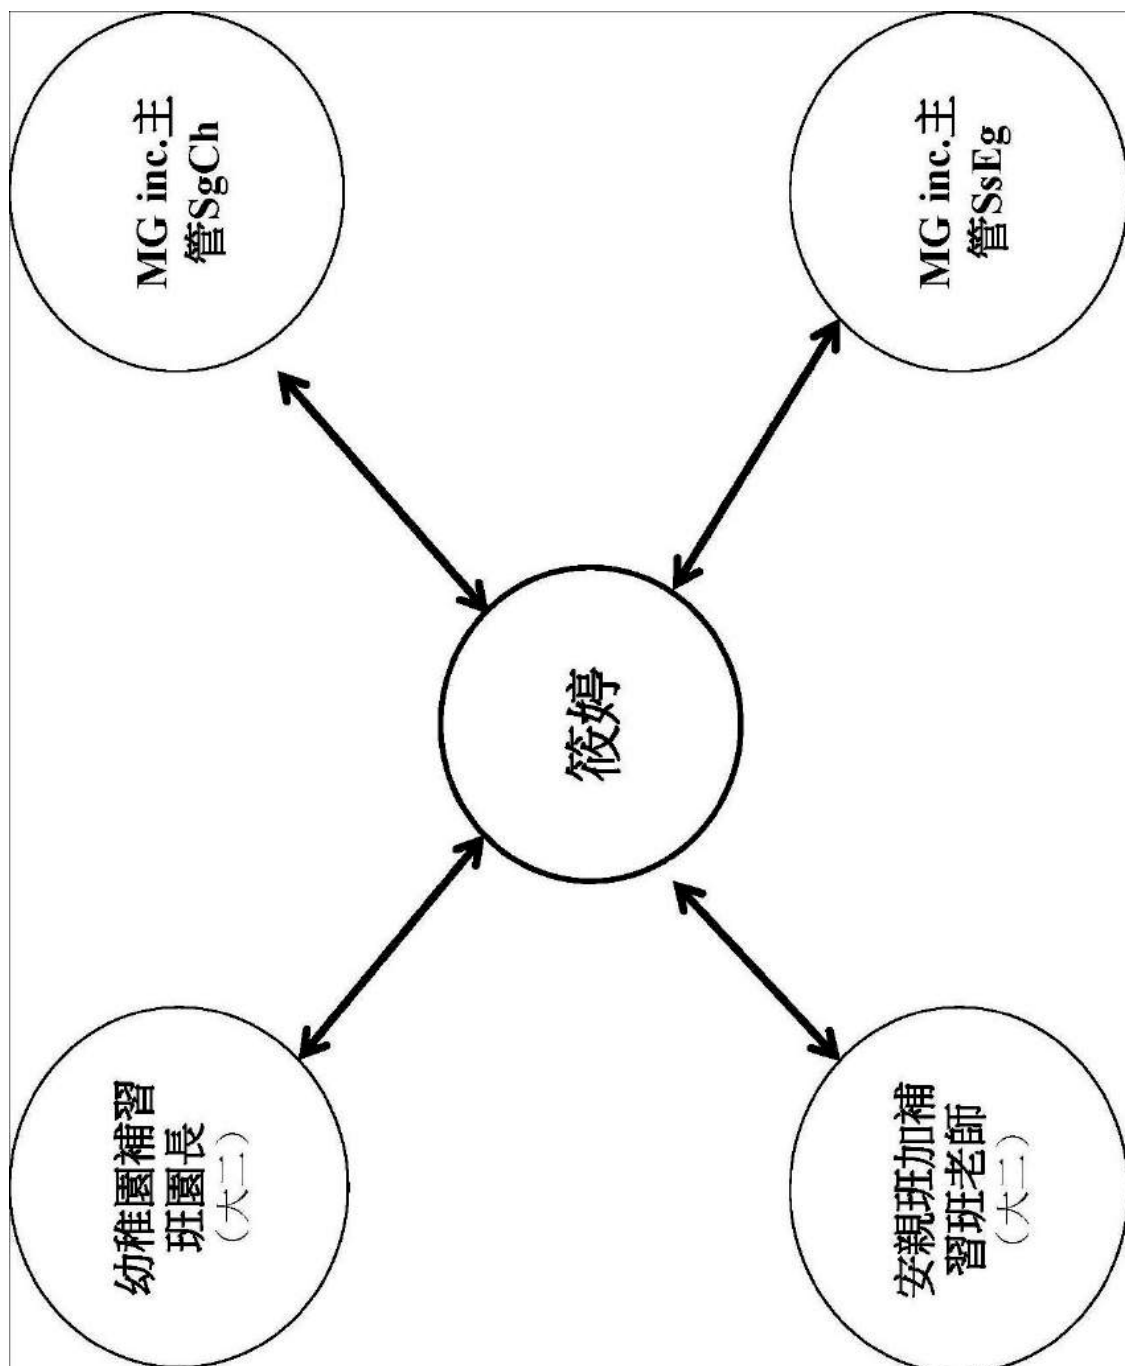 幼稚園補習
班園長
(大二)
MG inc.主
管SgCh
筱婷
安親班加補
習班老師
(大二)
MG inc.主
管SsEg